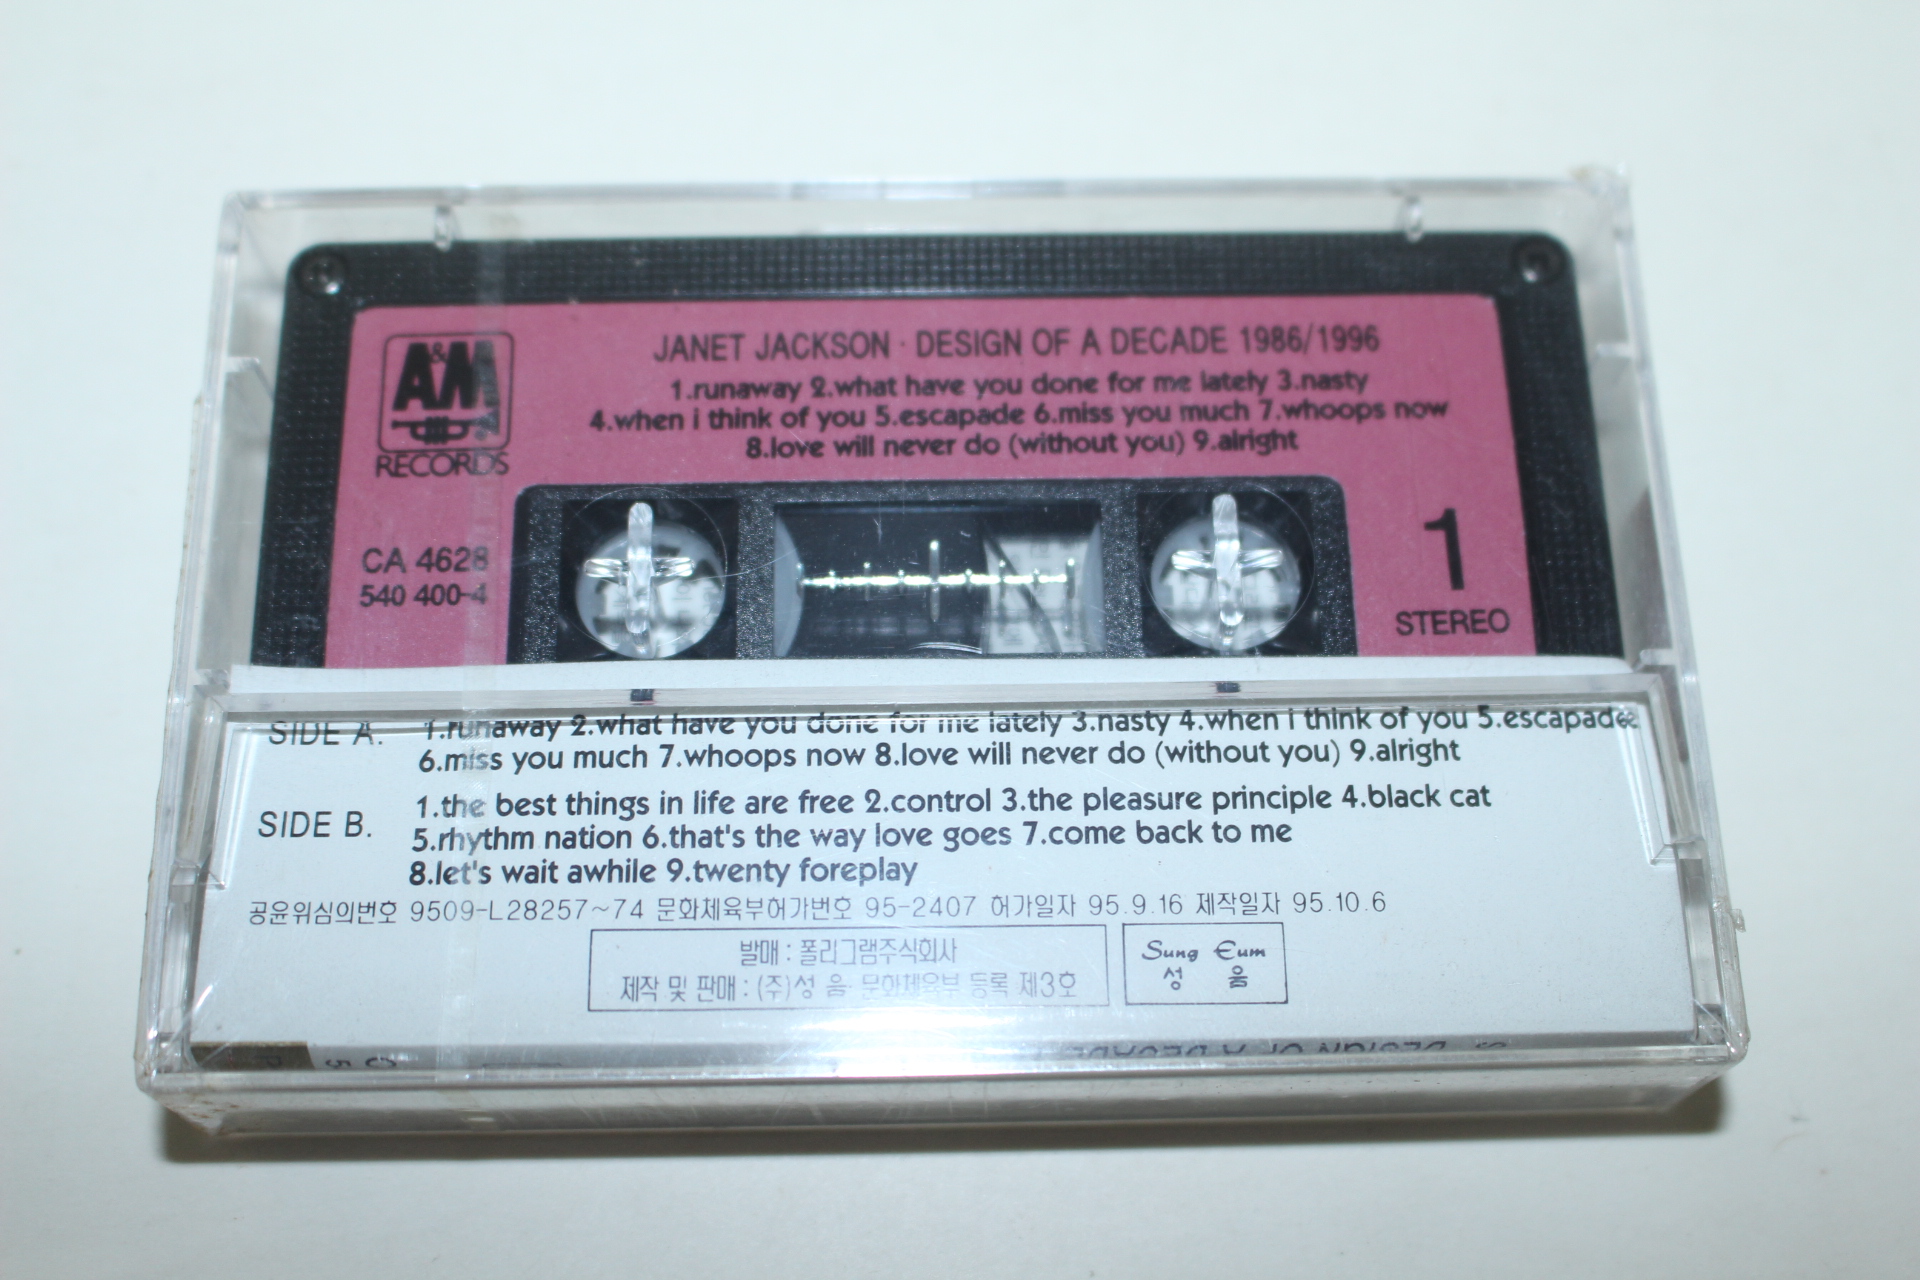 A&M
RECORDS
JANET JACKSON · DESIGN OF A DECADE 1986/1996
1.runaway 2.what have you done for me lately 3.nasty
4.when i think of you 5.escapade 6.miss you much 7.whoops now
8.love will never do (without you) 9.alright
CA 4628
540 400-4
1
STEREO
SIDE A. 1.runaway 2.what have you done for me lately 3.nasty 4.when i think of you 5.escapade
6.miss you much 7.whoops now 8.love will never do (without you) 9.alright
SIDE B. 1.the best things in life are free 2.control 3.the pleasure principle 4.black cat
5.rhythm nation 6.that's the way love goes 7.come back to me
8.let's wait awhile 9.twenty foreplay
공윤위심의번호 9509-L28257~74 문화체육부허가번호 95-2407 허가일자 95.9.16 제작일자 95.10.6
발매 : 폴리그램주식회사
제작 및 판매 : (주)성 음 문화체육부 등록 제3호
Sung Eum
성 음